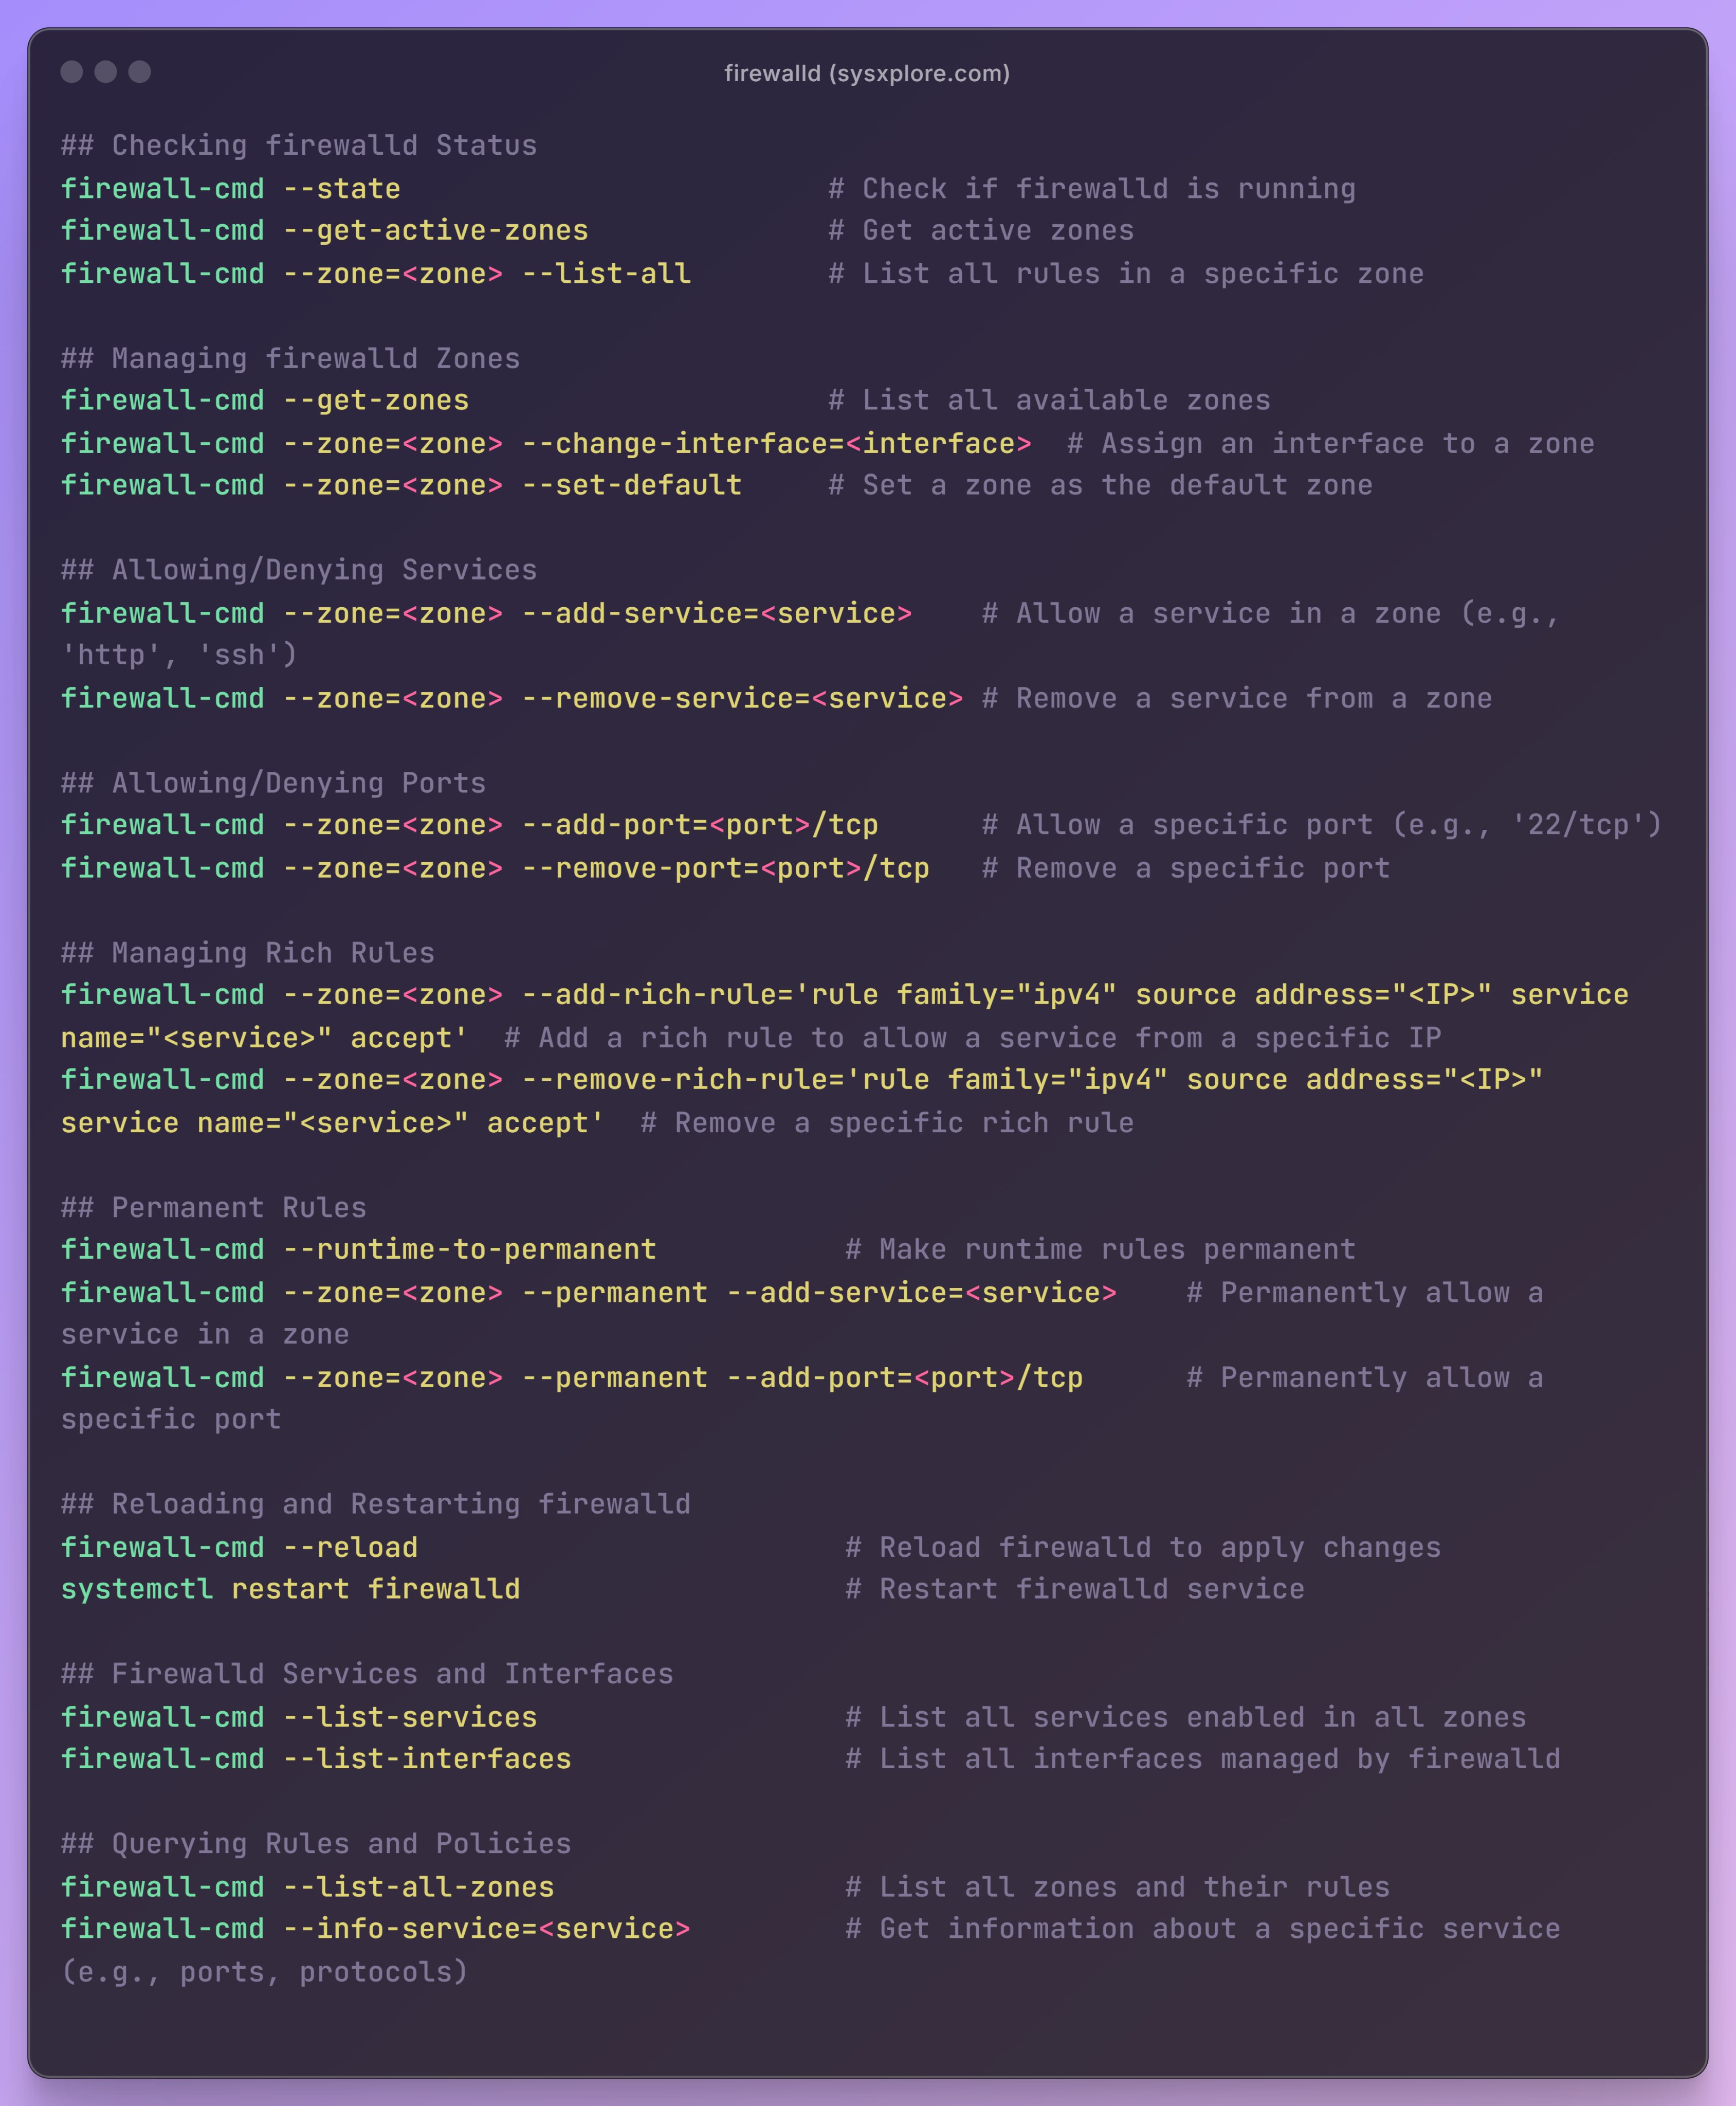 firewalld (sysxplore.com)
## Checking firewalld Status
firewall-cmd --state                         # Check if firewalld is running
firewall-cmd --get-active-zones              # Get active zones
firewall-cmd --zone=<zone> --list-all        # List all rules in a specific zone

## Managing firewalld Zones
firewall-cmd --get-zones                     # List all available zones
firewall-cmd --zone=<zone> --change-interface=<interface>  # Assign an interface to a zone
firewall-cmd --zone=<zone> --set-default     # Set a zone as the default zone

## Allowing/Denying Services
firewall-cmd --zone=<zone> --add-service=<service>    # Allow a service in a zone (e.g.,
'http', 'ssh')
firewall-cmd --zone=<zone> --remove-service=<service> # Remove a service from a zone

## Allowing/Denying Ports
firewall-cmd --zone=<zone> --add-port=<port>/tcp      # Allow a specific port (e.g., '22/tcp')
firewall-cmd --zone=<zone> --remove-port=<port>/tcp   # Remove a specific port

## Managing Rich Rules
firewall-cmd --zone=<zone> --add-rich-rule='rule family="ipv4" source address="<IP>" service
name="<service>" accept'  # Add a rich rule to allow a service from a specific IP
firewall-cmd --zone=<zone> --remove-rich-rule='rule family="ipv4" source address="<IP>"
service name="<service>" accept'  # Remove a specific rich rule

## Permanent Rules
firewall-cmd --runtime-to-permanent           # Make runtime rules permanent
firewall-cmd --zone=<zone> --permanent --add-service=<service>    # Permanently allow a
service in a zone
firewall-cmd --zone=<zone> --permanent --add-port=<port>/tcp      # Permanently allow a
specific port

## Reloading and Restarting firewalld
firewall-cmd --reload                         # Reload firewalld to apply changes
systemctl restart firewalld                   # Restart firewalld service

## Firewalld Services and Interfaces
firewall-cmd --list-services                  # List all services enabled in all zones
firewall-cmd --list-interfaces                # List all interfaces managed by firewalld

## Querying Rules and Policies
firewall-cmd --list-all-zones                 # List all zones and their rules
firewall-cmd --info-service=<service>         # Get information about a specific service
(e.g., ports, protocols)